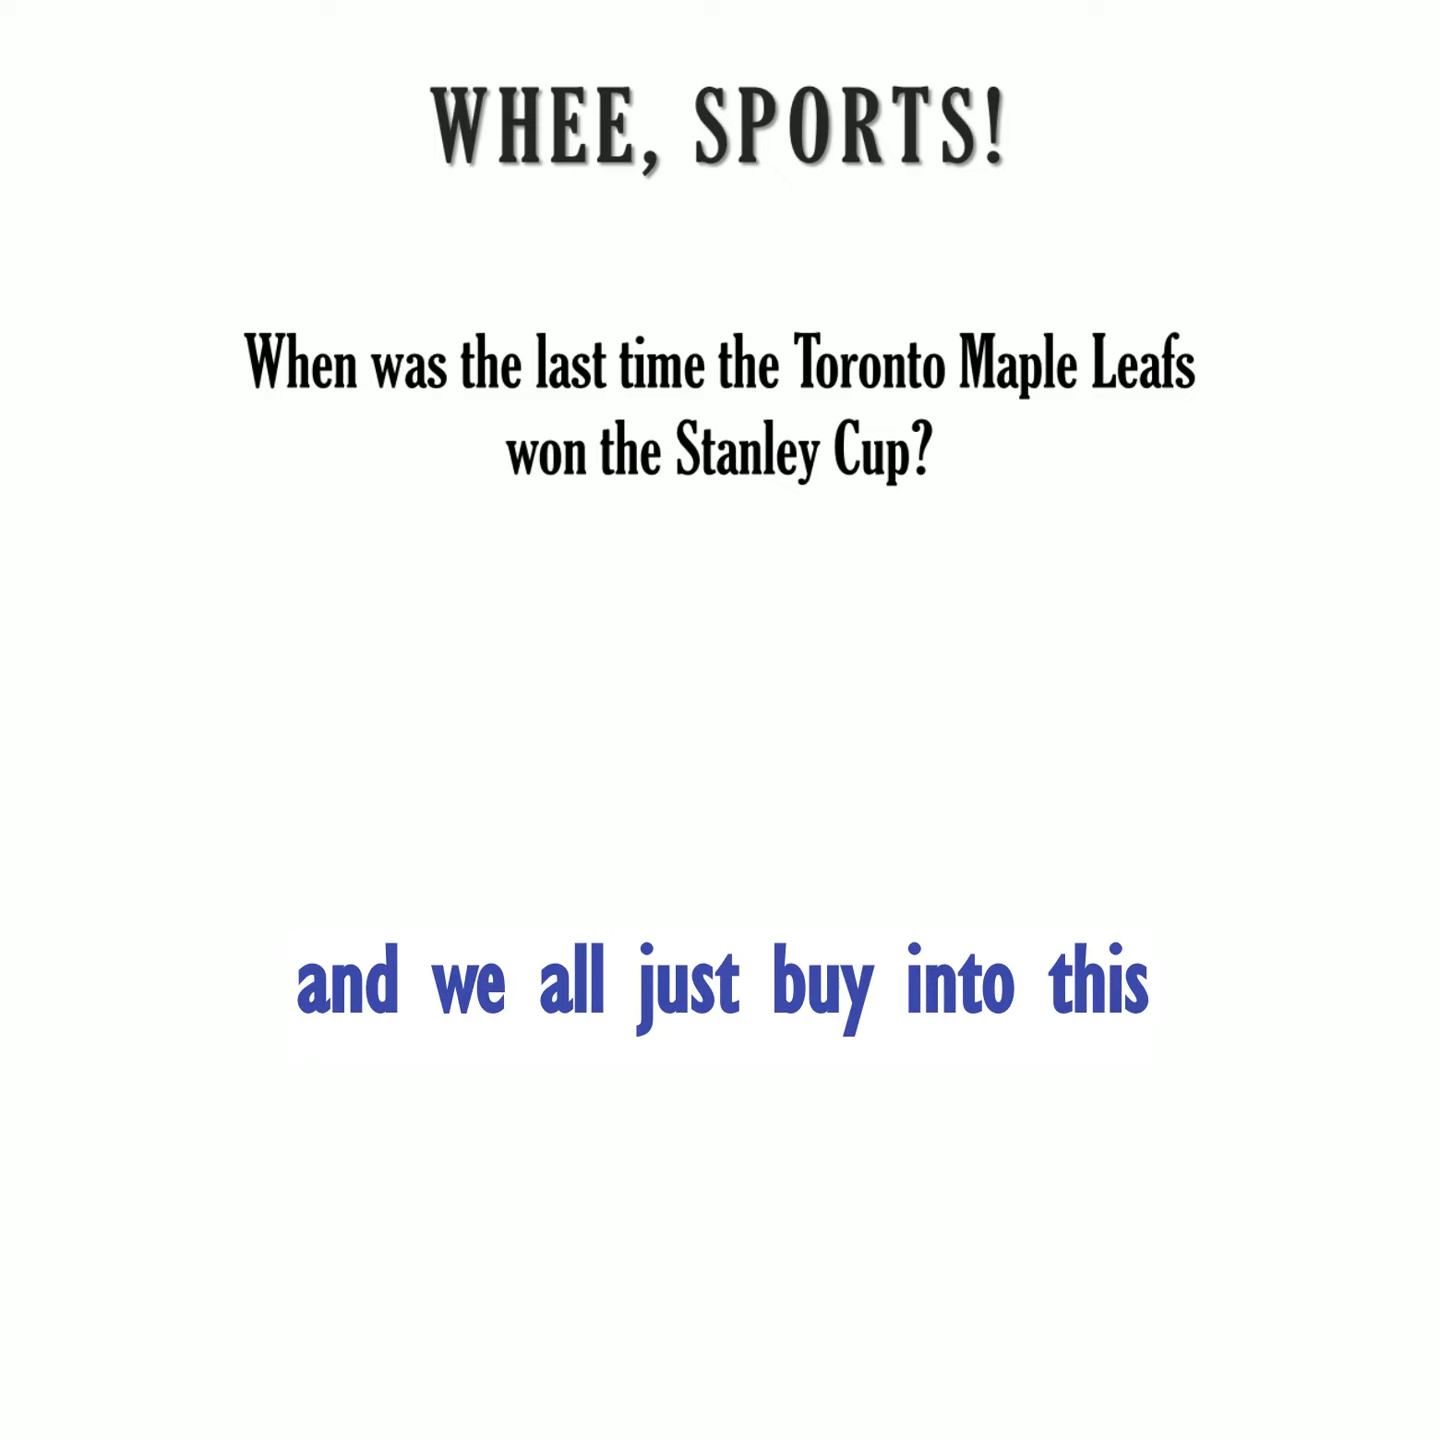 WHEE, SPORTS!
When was the last time the Toronto Maple Leafs
won the Stanley Cup?
and we all just buy into this